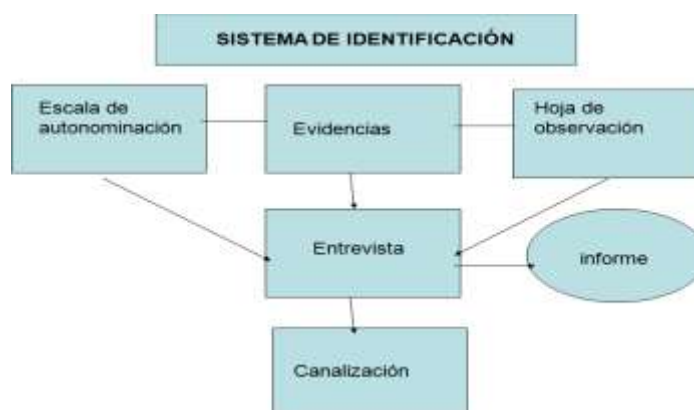 SISTEMA DE IDENTIFICACIÓN
Escala de
autonominación
Evidencias
Hoja de
observación
Entrevista
informe
Canalización